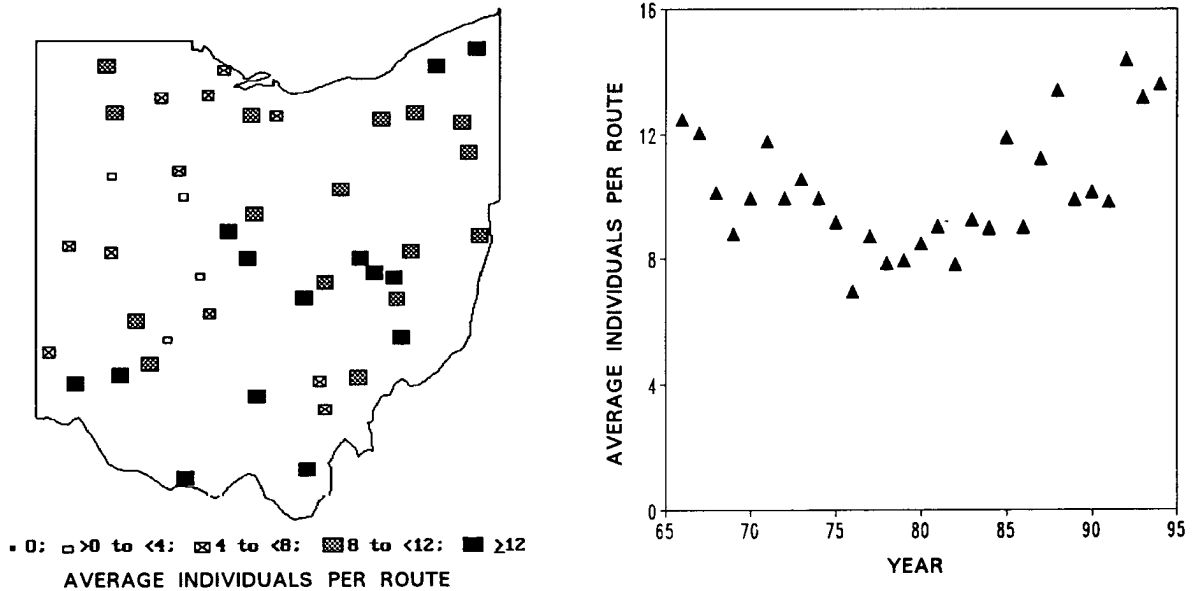 ▪ 0; >0 to <4; 4 to <8; 8 to <12; ≥12
AVERAGE INDIVIDUALS PER ROUTE
AVERAGE INDIVIDUALS PER ROUTE
16
12
8
4
0
65 70 75 80 85 90 95
YEAR